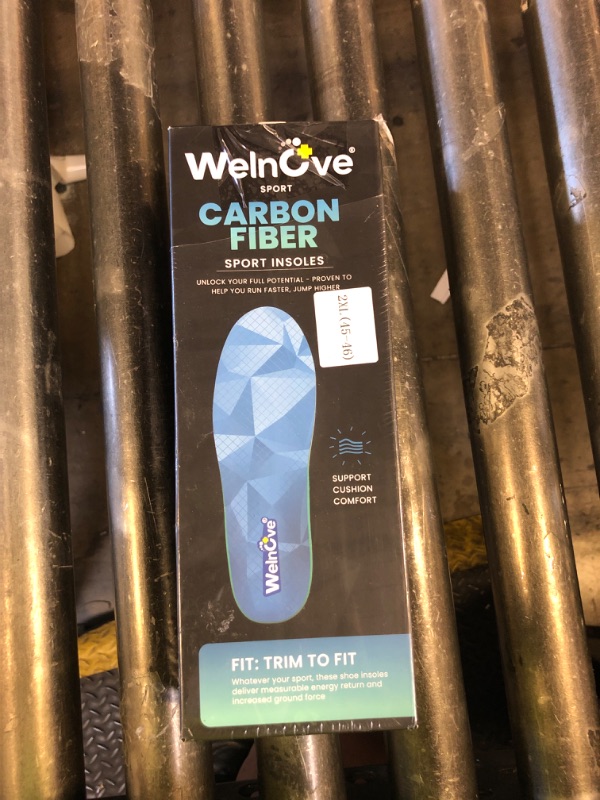 WelnOve®
SPORT
CARBON
FIBER
SPORT INSOLES
UNLOCK YOUR FULL POTENTIAL - PROVEN TO
HELP YOU RUN FASTER, JUMP HIGHER
2XL(45-46)
SUPPORT
CUSHION
COMFORT
WelnOve®
FIT: TRIM TO FIT
Whatever your sport, these shoe insoles
deliver measurable energy return and
increased ground force